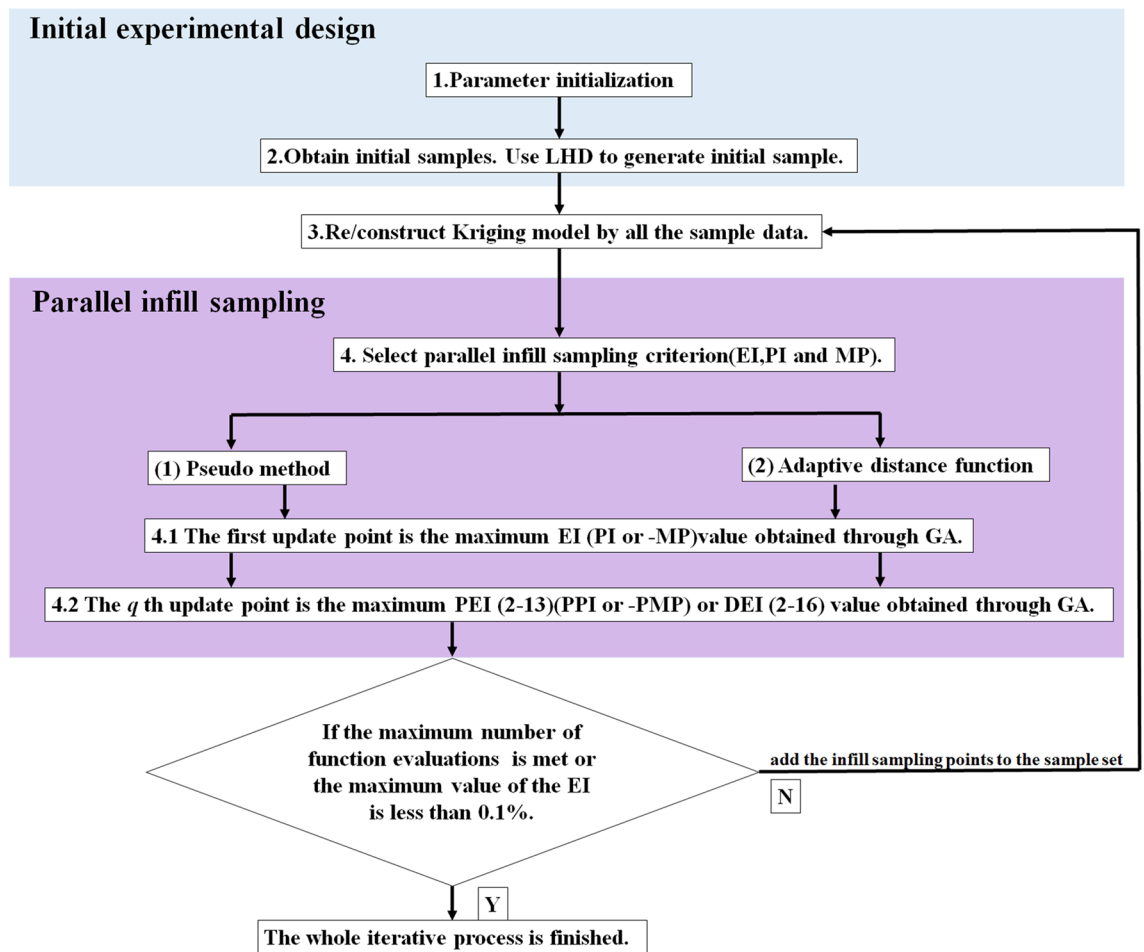 Initial experimental design
1.Parameter initialization
2.Obtain initial samples. Use LHD to generate initial sample.
3.Re/construct Kriging model by all the sample data.
Parallel infill sampling
4. Select parallel infill sampling criterion(EI,PI and MP).
(1) Pseudo method
(2) Adaptive distance function
4.1 The first update point is the maximum EI (PI or -MP)value obtained through GA.
4.2 The q th update point is the maximum PEI (2-13)(PPI or -PMP) or DEI (2-16) value obtained through GA.
If the maximum number of
function evaluations is met or
the maximum value of the EI
is less than 0.1%.
add the infill sampling points to the sample set
N
Y
The whole iterative process is finished.